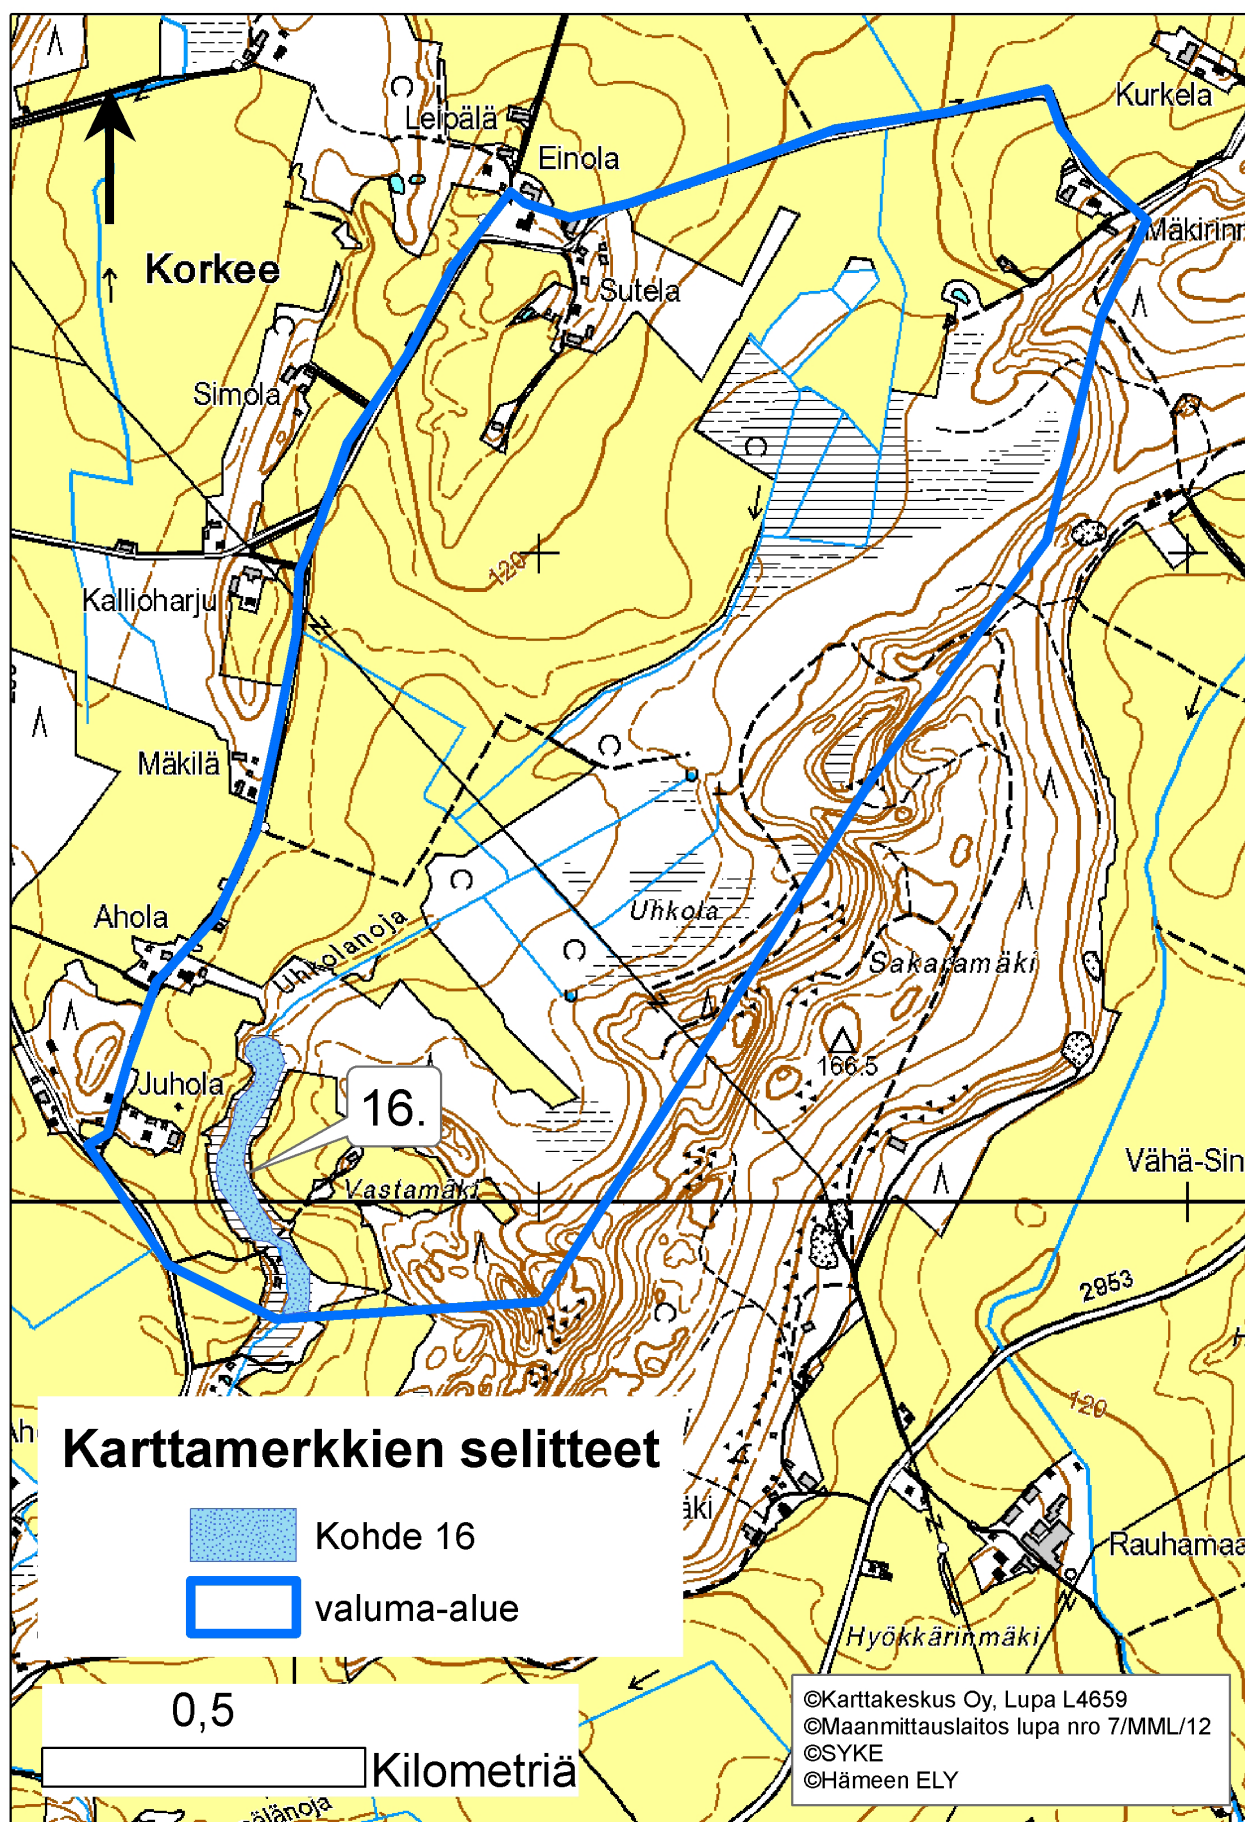 Kurkela
Leipälä
Einola
Mäkirinn
Korkee
Sutela
Simola
120
Kallioharju
Mäkilä
Uhkola
Ahola
Uhkolanoja
Sakaramäki
166.5
Juhola
16.
Vastamäki
Vähä-Sin
2953
120
Karttamerkkien selitteet
äki
Kohde 16
Rauhamaa
valuma-alue
Hyökkärinmäki
0,5
Kilometriä
©Karttakeskus Oy, Lupa L4659
©Maanmittauslaitos lupa nro 7/MML/12
©SYKE
©Hämeen ELY